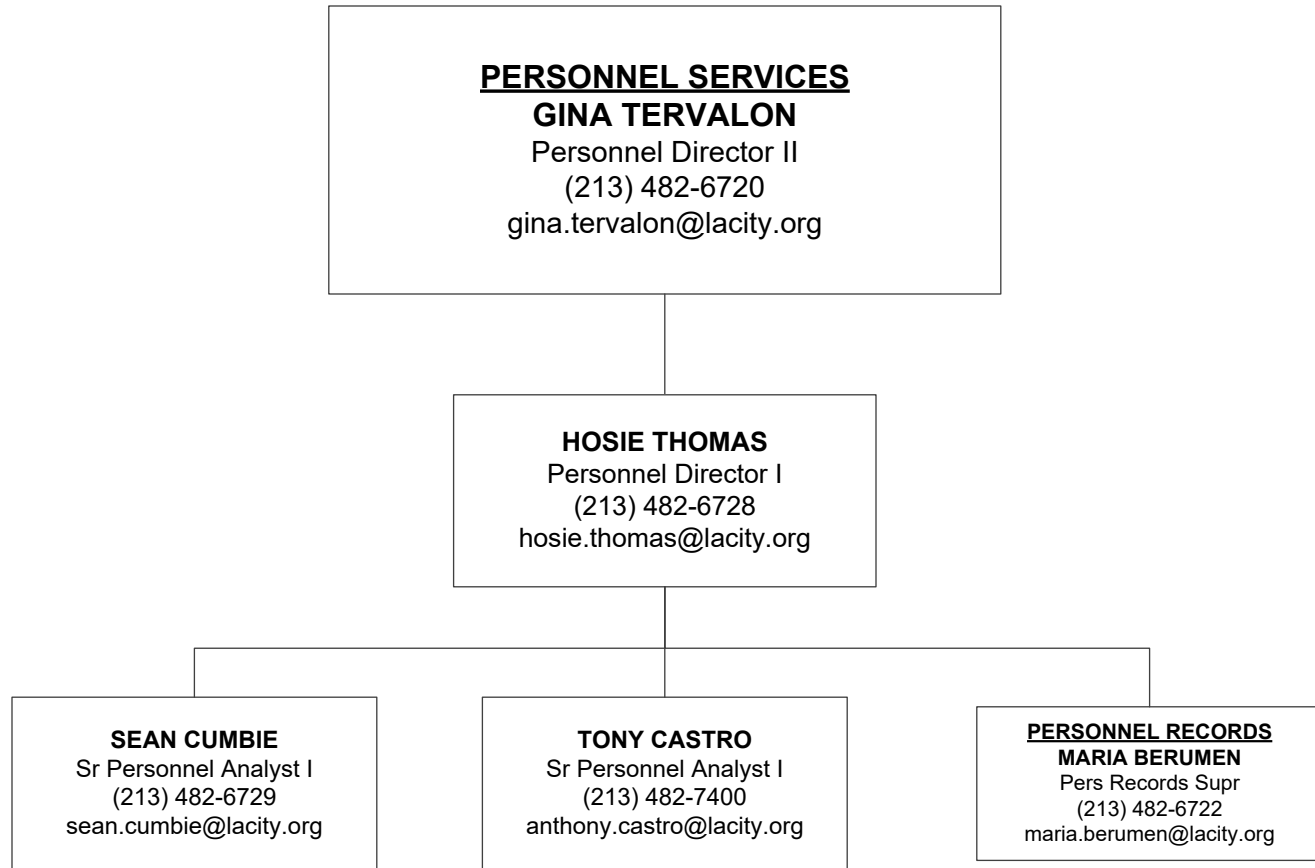 PERSONNEL SERVICES
GINA TERVALON
Personnel Director II
(213) 482-6720
gina.tervalon@lacity.org
HOSIE THOMAS
Personnel Director I
(213) 482-6728
hosie.thomas@lacity.org
SEAN CUMBIE
Sr Personnel Analyst I
(213) 482-6729
sean.cumbie@lacity.org
TONY CASTRO
Sr Personnel Analyst I
(213) 482-7400
anthony.castro@lacity.org
PERSONNEL RECORDS
MARIA BERUMEN
Pers Records Supr
(213) 482-6722
maria.berumen@lacity.org